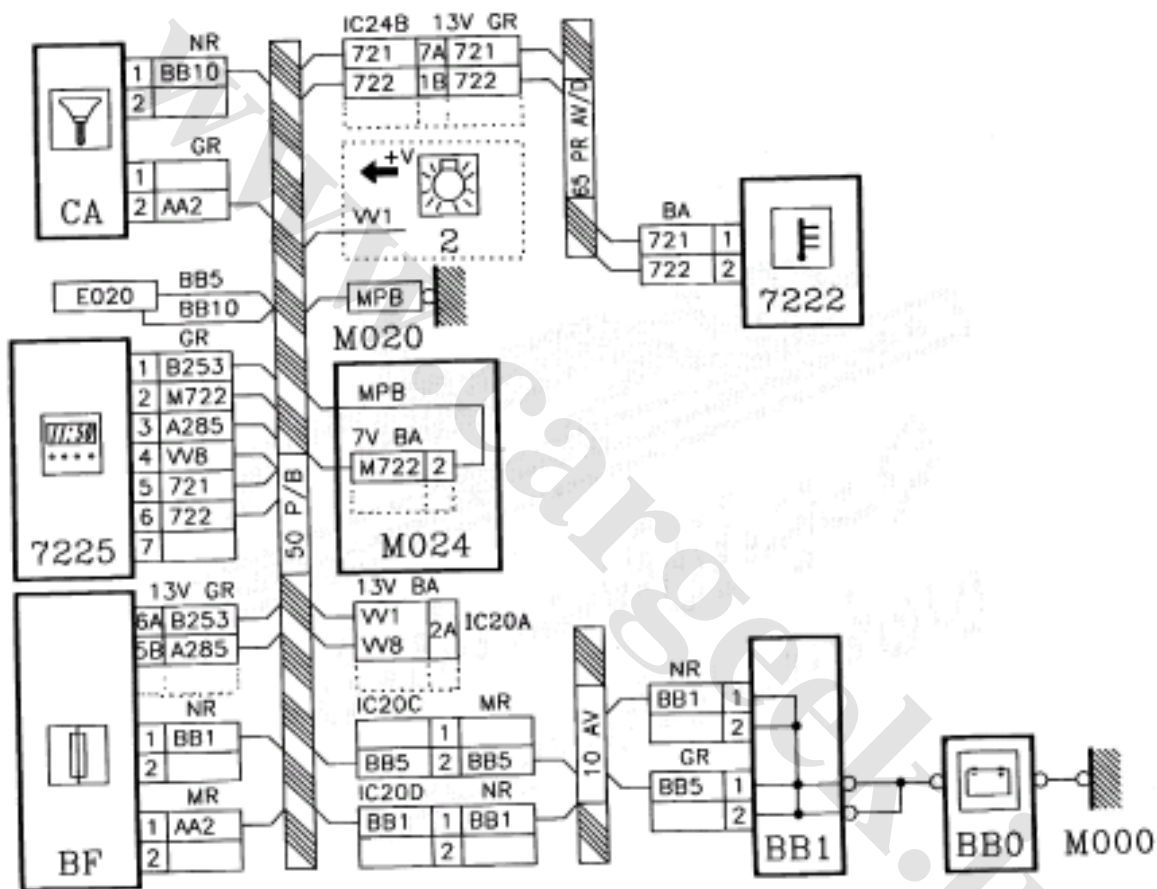 NR
1 BB10
2
GR
1
2 AA2
CA
IC24B 13V GR
721 7A 721
722 1B 722
65 PR AV/D
+V
VV1
2
BA
721 1
722 2
7222
E020
BB5
BB10
MPB
M020
GR
1 B253
2 M722
3 A285
4 VV8
5 721
6 722
7
7225
11:50
MPB
7V BA
M722 2
M024
50 P/B
13V GR
6A B253
5B A285
NR
1 BB1
2
MR
1 AA2
2
BF
13V BA
VV1
VV8
2A
IC20A
IC20C MR
1
BB5 2 BB5
IC20D NR
BB1 1 BB1
2
10 AV
NR
BB1 1
2
GR
BB5 1
2
BB1
BB0
M000
www.cargeek.